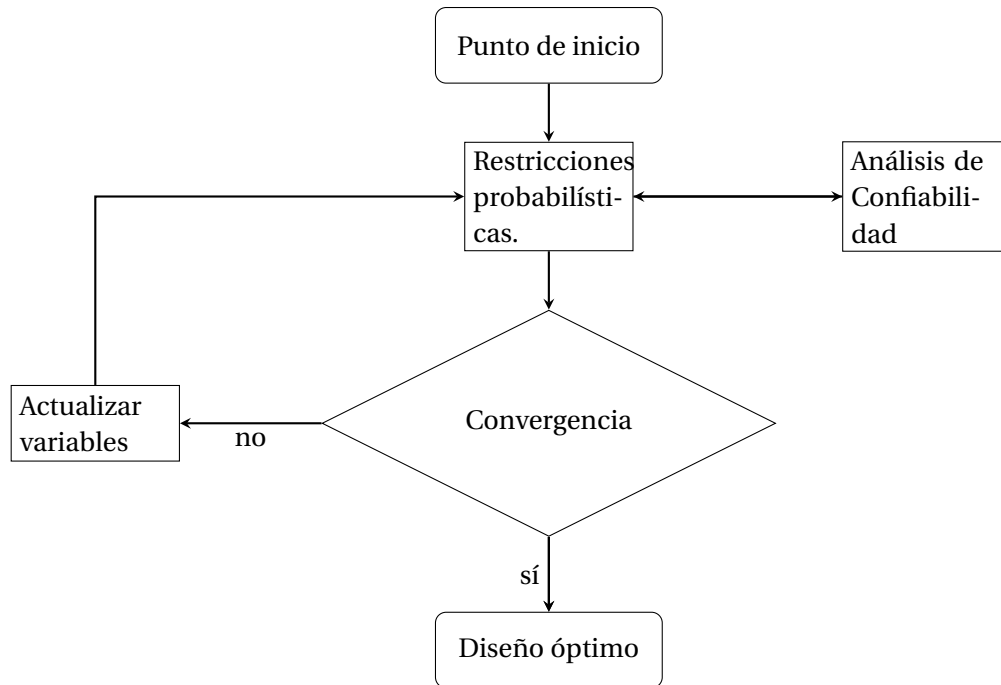 Punto de inicio
Restricciones
probabilísti-
cas.
Análisis de
Confiabili-
dad
Actualizar
variables
no
Convergencia
sí
Diseño óptimo